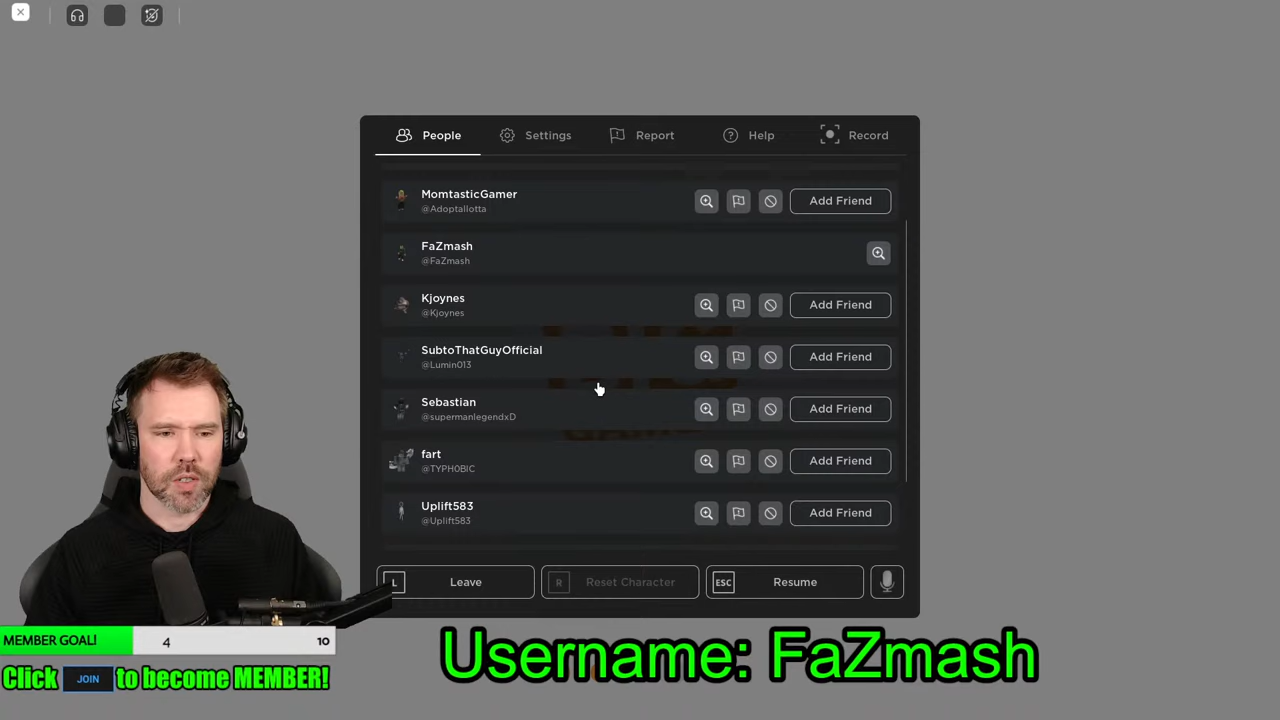 People
Settings
Report
Help
Record
MomtasticGamer
@Adoptallotta
Add Friend
FaZmash
@FaZmash
Kjoynes
@Kjoynes
Add Friend
SubtoThatGuyOfficial
@Lumin013
Add Friend
Sebastian
@supermanlegendxD
Add Friend
fart
@TYPH0BIC
Add Friend
Uplift583
@Uplift583
Add Friend
L Leave
R Reset Character
ESC Resume
MEMBER GOAL! 4 10
Click JOIN to become MEMBER!
Username: FaZmash